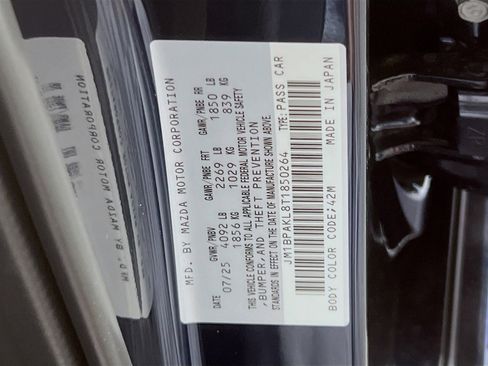 MFD. BY MAZDA MOTOR CORPORATION
DATE GVWR/PNBV GAWR/PNBE FRT GAWR/PNBE RR
07/25 4092 LB 2269 LB 1850 LB
1856 KG 1029 KG 839 KG
THIS VEHICLE CONFORMS TO ALL APPLICABLE FEDERAL MOTOR VEHICLE SAFETY
STANDARDS IN EFFECT ON THE DATE OF MANUFACTURE SHOWN ABOVE.
,BUMPER,AND THEFT PREVENTION
JM1BPAKL8T1850264 TYPE:PASS CAR
BODY COLOR CODE:42M MADE IN JAPAN
MFD. BY MAZDA MOTOR CORPORATION